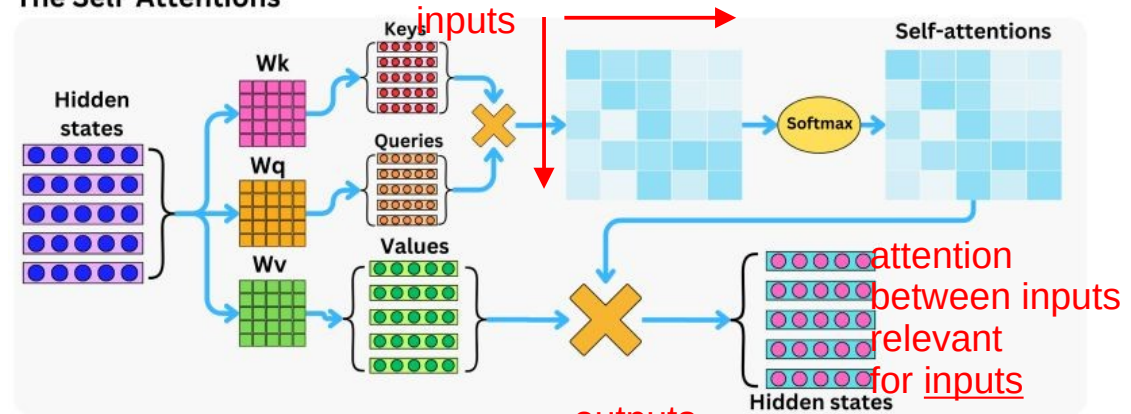 The Self-Attentions
inputs
Keys
Self-attentions
Wk
Hidden
states
Softmax
Queries
Wq
Values
Wv
attention
between inputs
relevant
for inputs
Hidden states
outputs